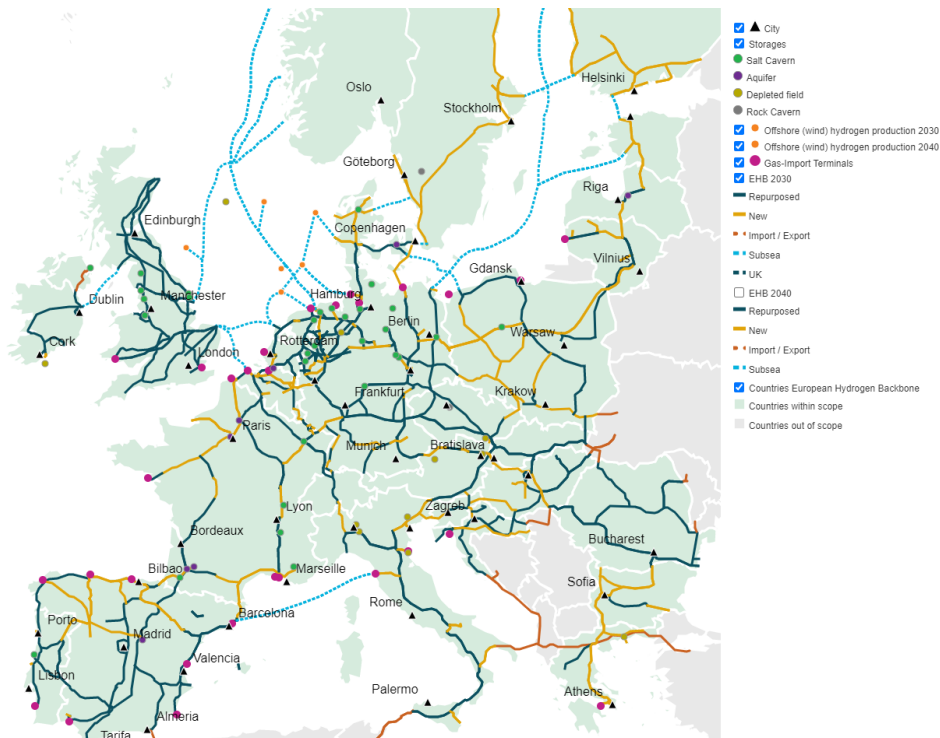 City
Storages
Salt Cavern
Aquifer
Depleted field
Rock Cavern
Offshore (wind) hydrogen production 2030
Offshore (wind) hydrogen production 2040
Gas-Import Terminals
EHB 2030
Repurposed
New
Import / Export
Subsea
UK
EHB 2040
Repurposed
New
Import / Export
Subsea
Countries European Hydrogen Backbone
Countries within scope
Countries out of scope
Oslo
Helsinki
Stockholm
Göteborg
Riga
Edinburgh
Copenhagen
Vilnius
Gdansk
Dublin
Manchester
Hamburg
Berlin
Warsaw
Cork
London
Rotterdam
Frankfurt
Krakow
Paris
Munich
Bratislava
Lyon
Zagreb
Bordeaux
Bucharest
Bilbao
Marseille
Sofia
Rome
Barcelona
Porto
Madrid
Valencia
Lisbon
Palermo
Athens
Almeria
Tarifa